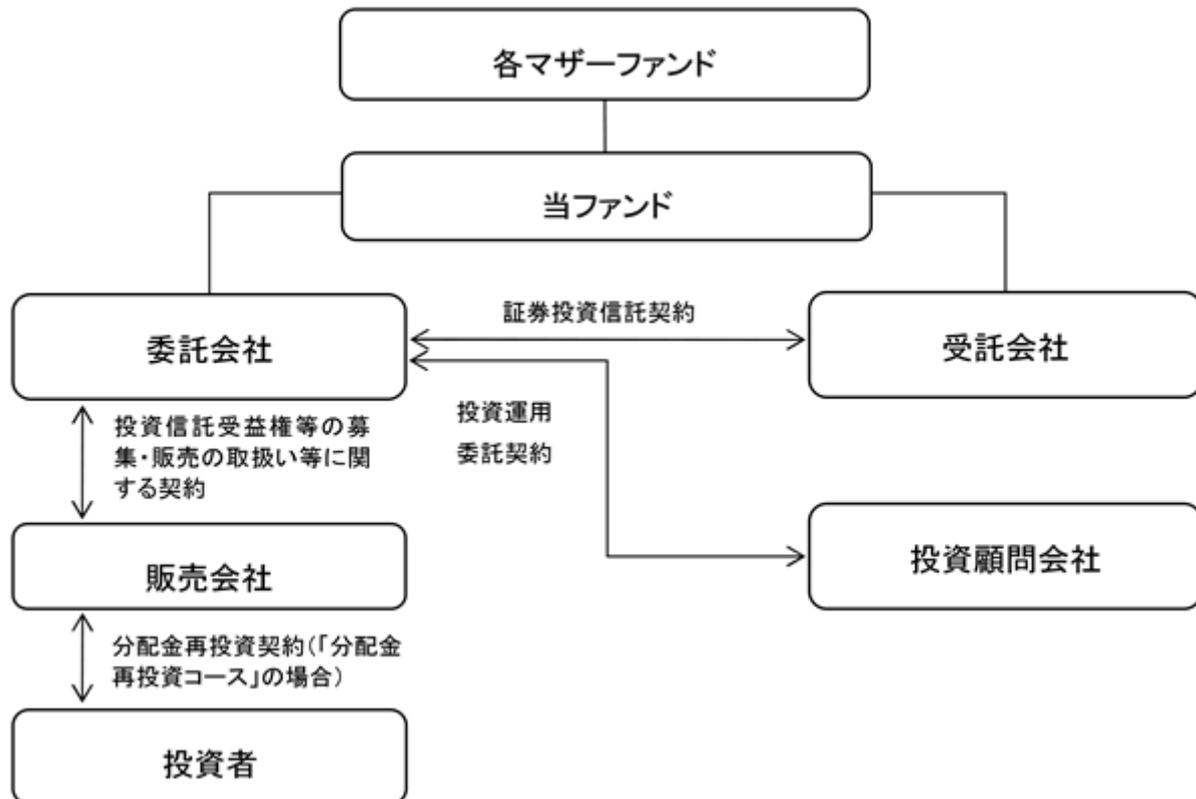 各マザーファンド
当ファンド
証券投資信託契約
委託会社
受託会社
投資信託受益権等の募
集・販売の取扱い等に関
する契約
投資運用
委託契約
販売会社
投資顧問会社
分配金再投資契約(「分配金
再投資コース」の場合)
投資者